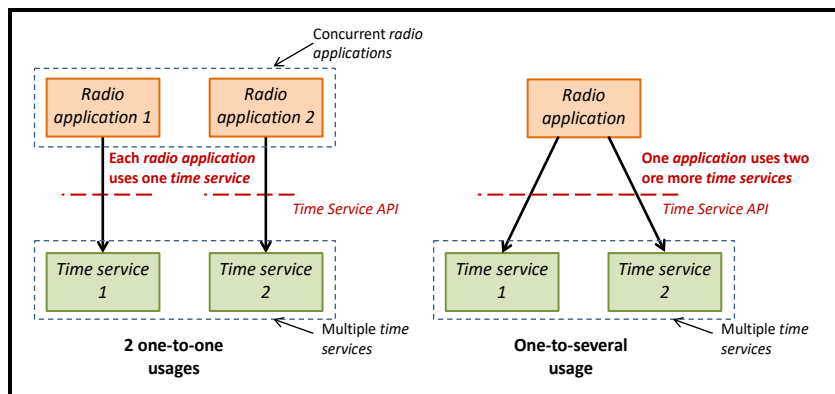 Concurrent radio
applications
Radio
application 1
Radio
application 2
Each radio application
uses one time service
Time Service API
Time service
1
Time service
2
Multiple time
services
2 one-to-one
usages
Radio
application
One application uses two
ore more time services
Time Service API
Time service
1
Time service
2
Multiple time
services
One-to-several
usage